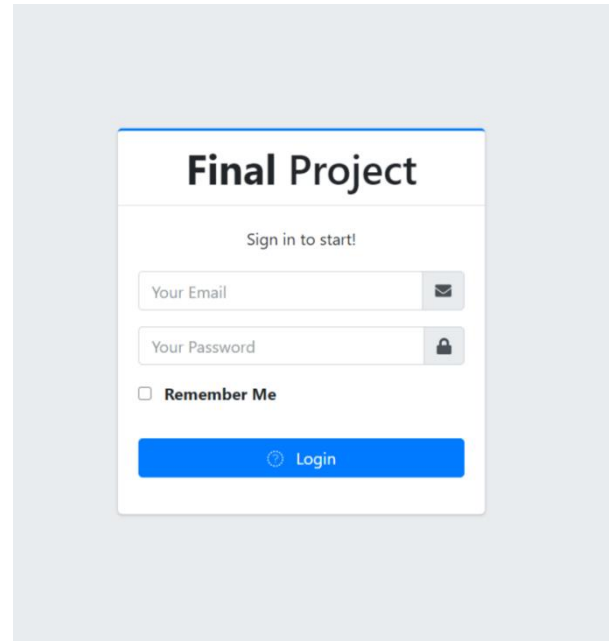 Final Project
Sign in to start!
Your Email
Your Password
Remember Me
Login